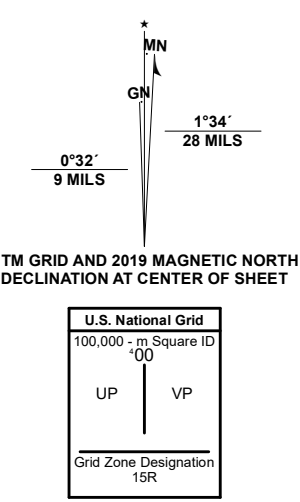 ★
MN
GN
1°34´
28 MILS
0°32´
9 MILS
TM GRID AND 2019 MAGNETIC NORTH
DECLINATION AT CENTER OF SHEET
U.S. National Grid
100,000 - m Square ID
⁴00
UP VP
Grid Zone Designation
15R